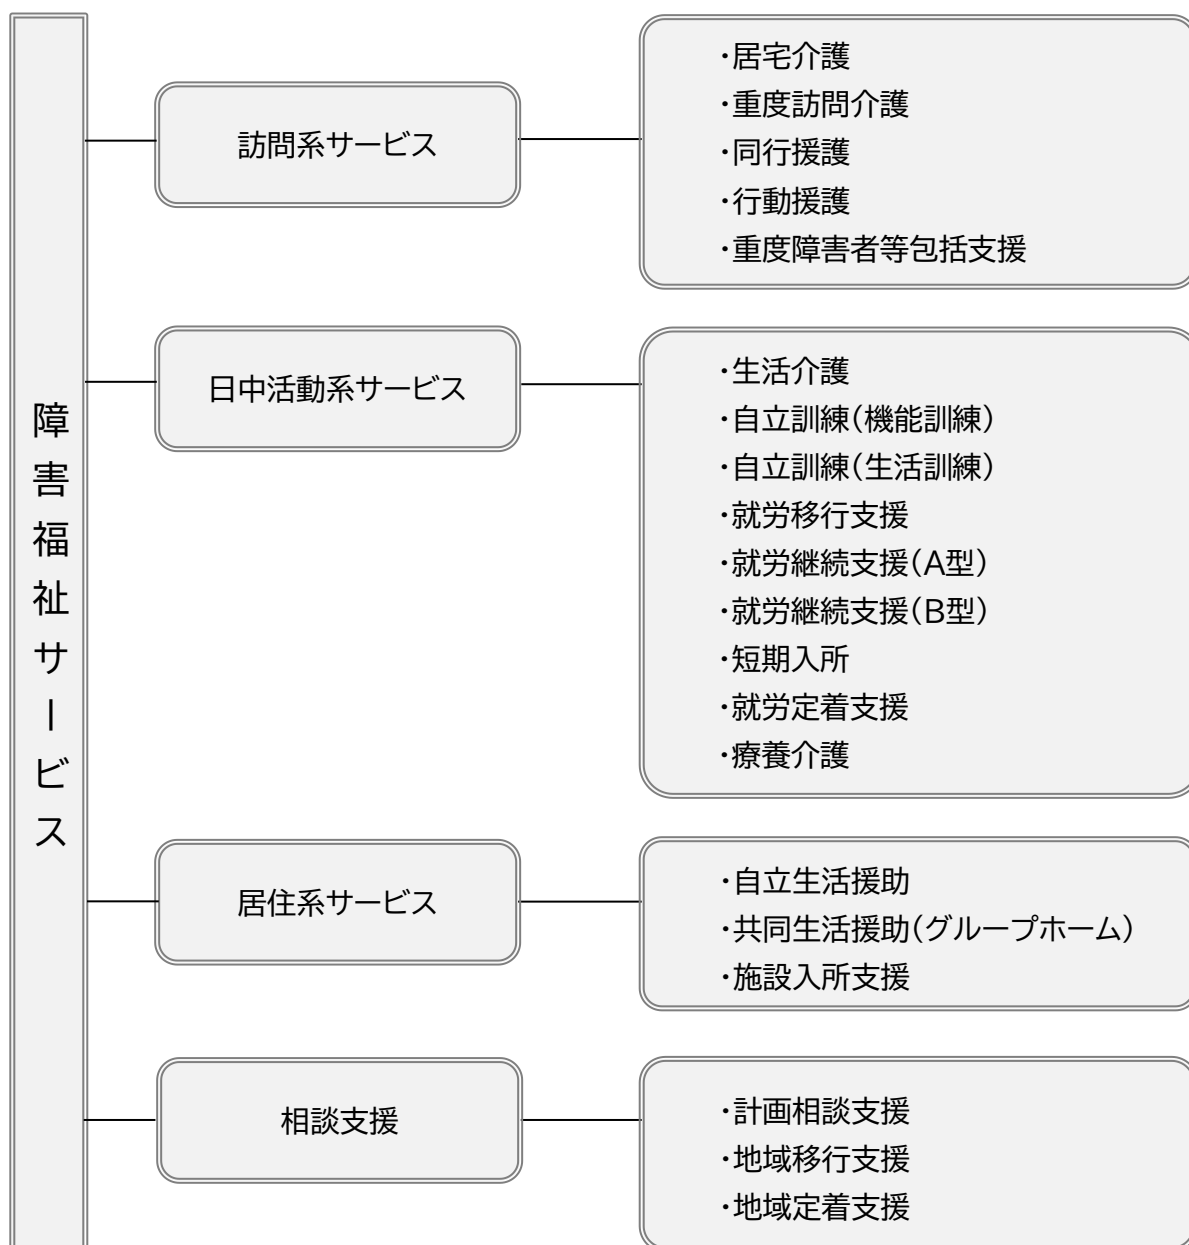 障害福祉サービス
訪問系サービス
・居宅介護
・重度訪問介護
・同行援護
・行動援護
・重度障害者等包括支援
日中活動系サービス
・生活介護
・自立訓練（機能訓練）
・自立訓練（生活訓練）
・就労移行支援
・就労継続支援（A型）
・就労継続支援（B型）
・短期入所
・就労定着支援
・療養介護
居住系サービス
・自立生活援助
・共同生活援助（グループホーム）
・施設入所支援
相談支援
・計画相談支援
・地域移行支援
・地域定着支援